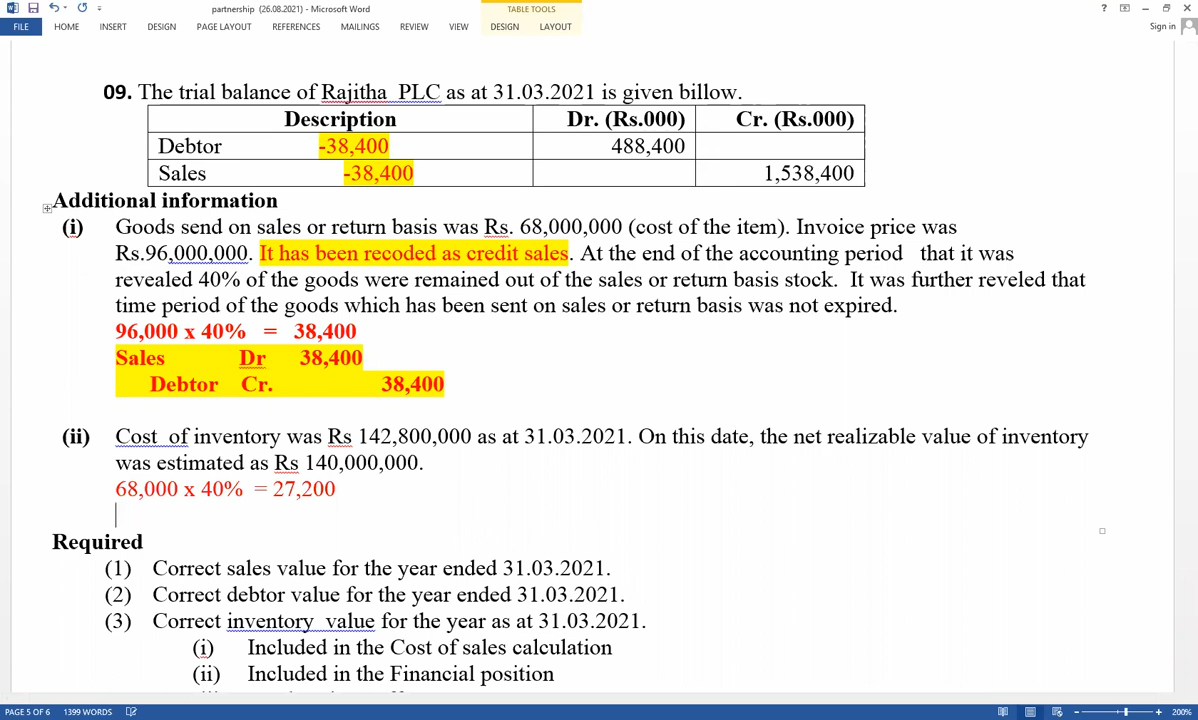 partnership (26.08.2021) - Microsoft Word
TABLE TOOLS
?
FILE HOME INSERT DESIGN PAGE LAYOUT REFERENCES MAILINGS REVIEW VIEW DESIGN LAYOUT Sign in
09. The trial balance of Rajitha PLC as at 31.03.2021 is given billow.
Description Dr. (Rs.000) Cr. (Rs.000)
Debtor -38,400 488,400
Sales -38,400 1,538,400
Additional information
(i) Goods send on sales or return basis was Rs. 68,000,000 (cost of the item). Invoice price was
Rs.96,000,000. It has been recoded as credit sales. At the end of the accounting period that it was
revealed 40% of the goods were remained out of the sales or return basis stock. It was further reveled that
time period of the goods which has been sent on sales or return basis was not expired.
96,000 x 40% = 38,400
Sales Dr 38,400
Debtor Cr. 38,400
(ii) Cost of inventory was Rs 142,800,000 as at 31.03.2021. On this date, the net realizable value of inventory
was estimated as Rs 140,000,000.
68,000 x 40% = 27,200
Required
(1) Correct sales value for the year ended 31.03.2021.
(2) Correct debtor value for the year ended 31.03.2021.
(3) Correct inventory value for the year as at 31.03.2021.
(i) Included in the Cost of sales calculation
(ii) Included in the Financial position
PAGE 5 OF 6 1399 WORDS 200%